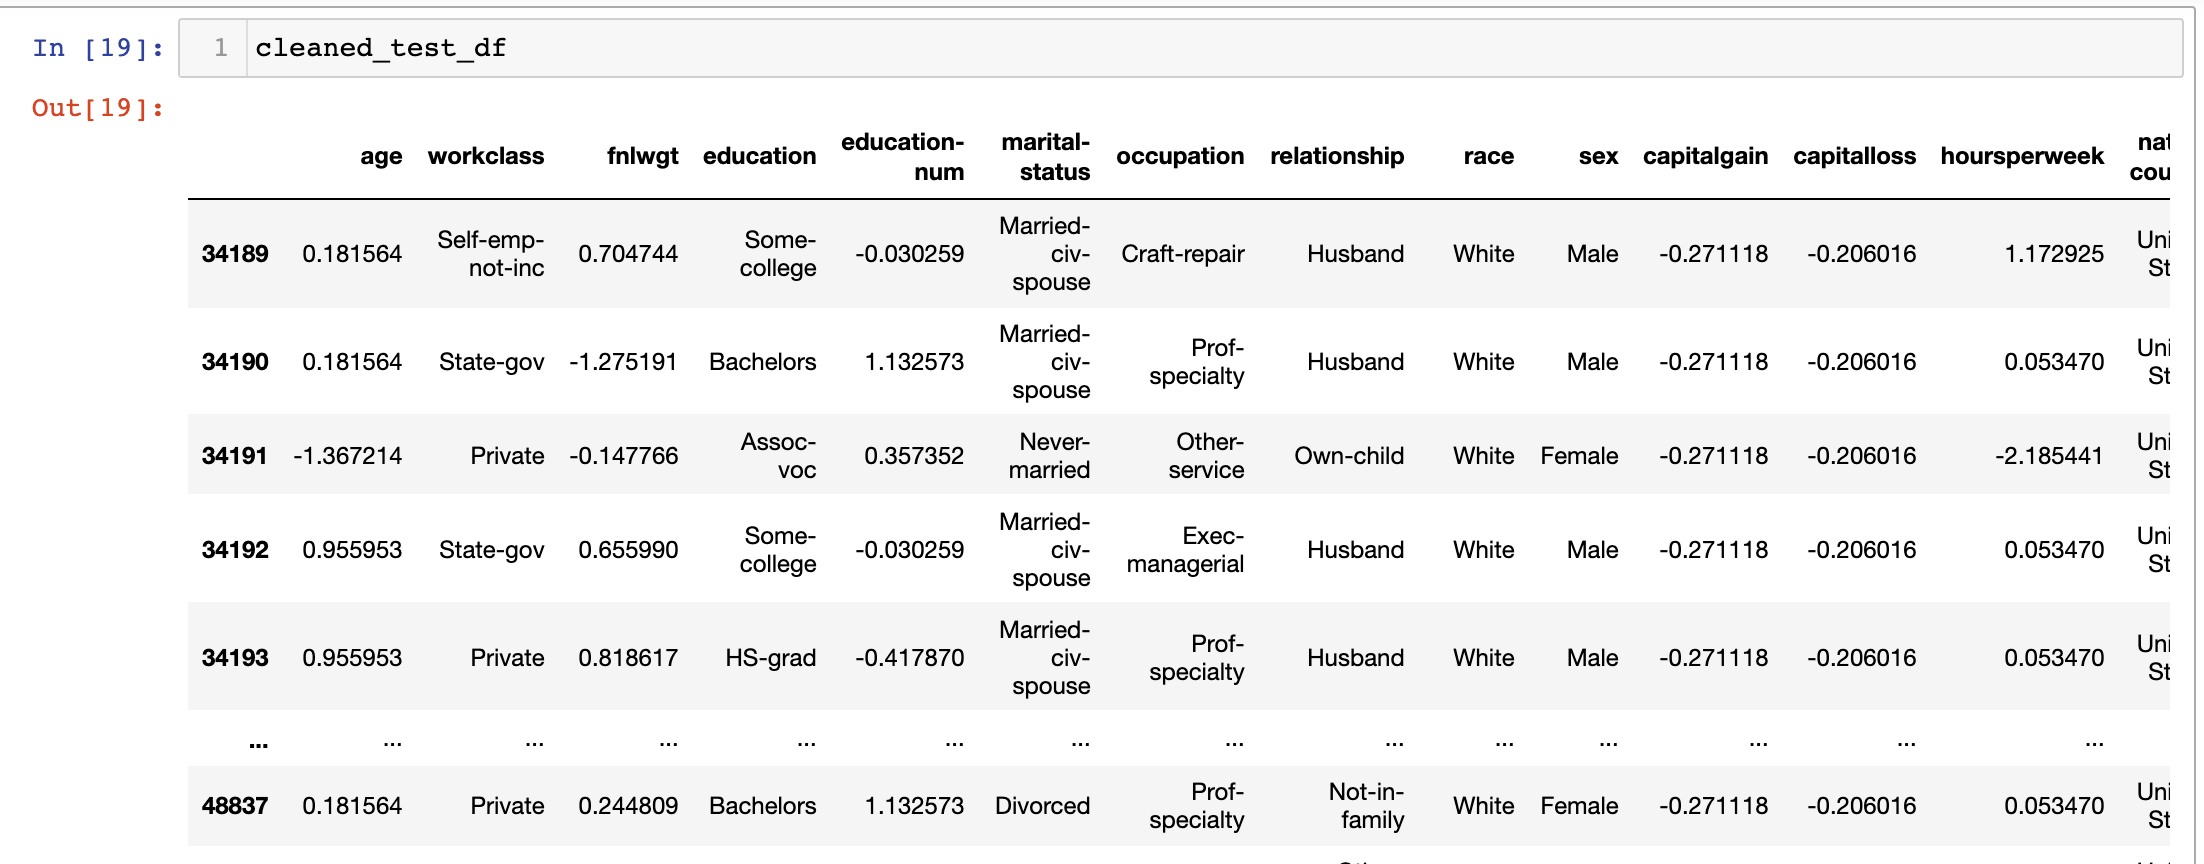 In [19]: 1 cleaned_test_df
Out[19]:
age workclass fnlwgt education education-num marital-status occupation relationship race sex capitalgain capitalloss hoursperweek nat cou
34189 0.181564 Self-emp-not-inc 0.704744 Some-college -0.030259 Married-civ-spouse Craft-repair Husband White Male -0.271118 -0.206016 1.172925 Uni St
34190 0.181564 State-gov -1.275191 Bachelors 1.132573 Married-civ-spouse Prof-specialty Husband White Male -0.271118 -0.206016 0.053470 Uni St
34191 -1.367214 Private -0.147766 Assoc-voc 0.357352 Never-married Other-service Own-child White Female -0.271118 -0.206016 -2.185441 Uni St
34192 0.955953 State-gov 0.655990 Some-college -0.030259 Married-civ-spouse Exec-managerial Husband White Male -0.271118 -0.206016 0.053470 Uni St
34193 0.955953 Private 0.818617 HS-grad -0.417870 Married-civ-spouse Prof-specialty Husband White Male -0.271118 -0.206016 0.053470 Uni St
... ... ... ... ... ... ... ... ... ... ... ... ... ...
48837 0.181564 Private 0.244809 Bachelors 1.132573 Divorced Prof-specialty Not-in-family White Female -0.271118 -0.206016 0.053470 Uni St